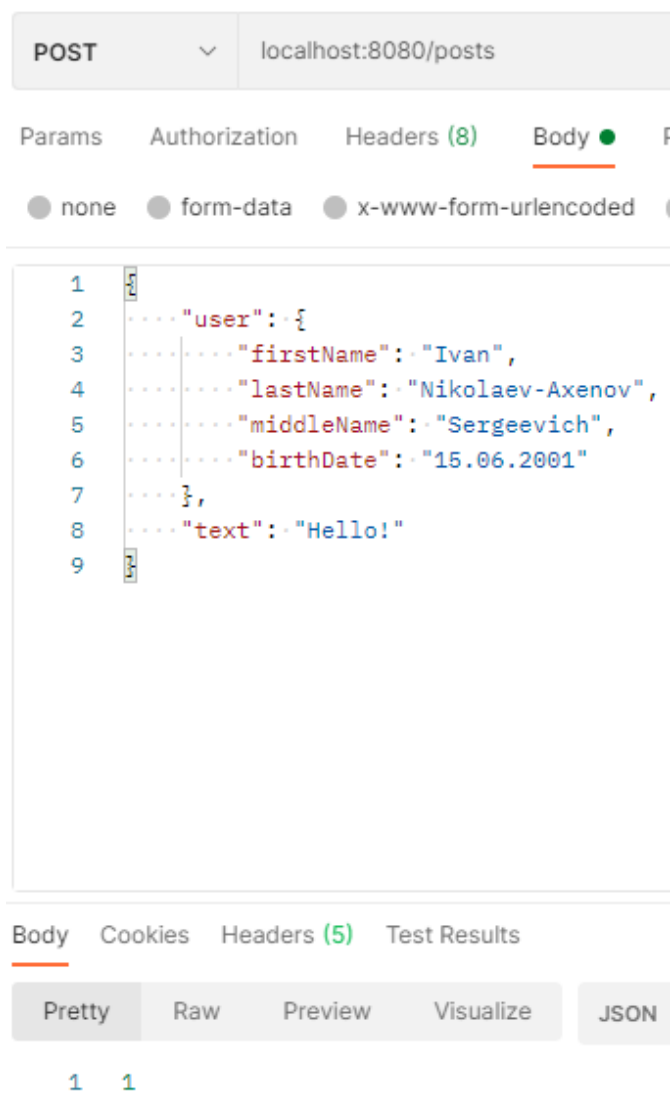 POST localhost:8080/posts
Params Authorization Headers (8) Body
none form-data x-www-form-urlencoded
1 {
2 "user": {
3 "firstName": "Ivan",
4 "lastName": "Nikolaev-Axenov",
5 "middleName": "Sergeevich",
6 "birthDate": "15.06.2001"
7 },
8 "text": "Hello!"
9 }
Body Cookies Headers (5) Test Results
Pretty Raw Preview Visualize JSON
1 1